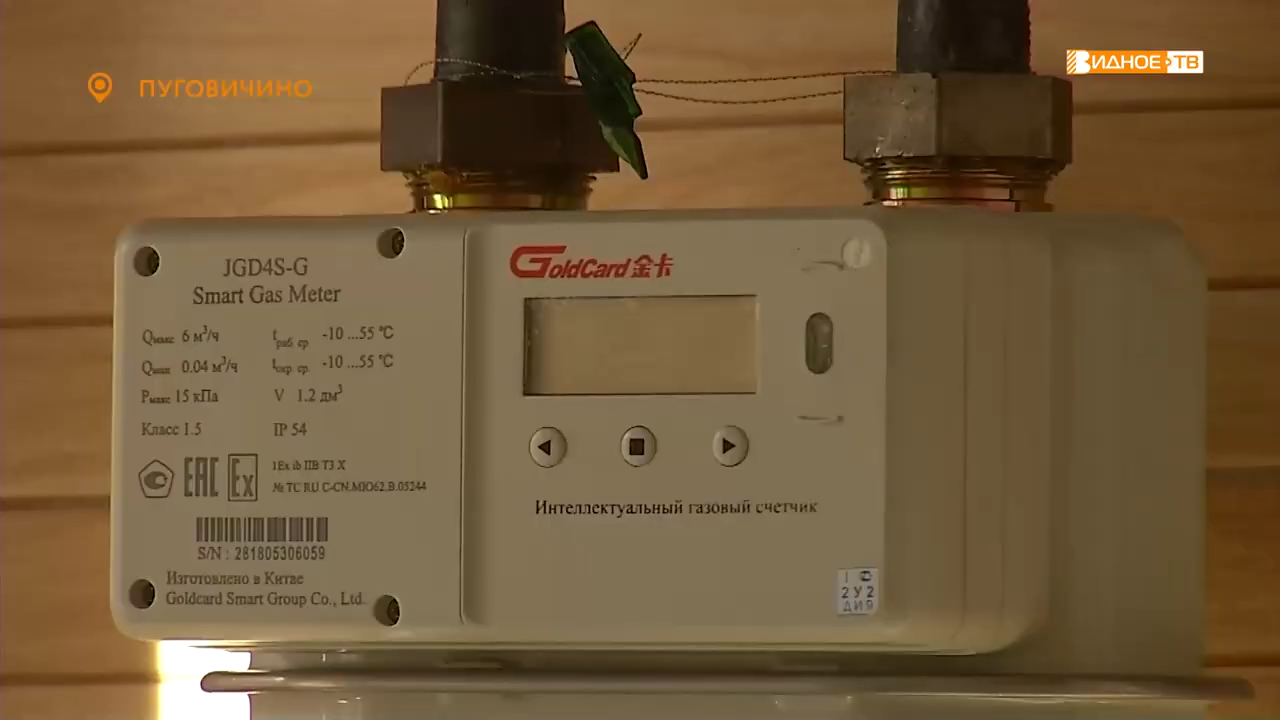 ПУГОВИЧИНО
ВИДНОЕ ТВ
JGD4S-G
Smart Gas Meter
Qмакс 6 м³/ч
tраб. ср -10 ...55 °C
Qмин 0.04 м³/ч
tокр. ср. -10 ...55 °C
Pмакс 15 кПа
V 1.2 дм³
Класс 1.5
IP 54
EAC Ex
1Ex ib IIB T3 X
№ TC RU C-CN.МЮ62.В.05244
S/N : 281805306059
Изготовлено в Китае
Goldcard Smart Group Co., Ltd.
GoldCard 金卡
Интеллектуальный газовый счетчик
2 У 2
ДИ9